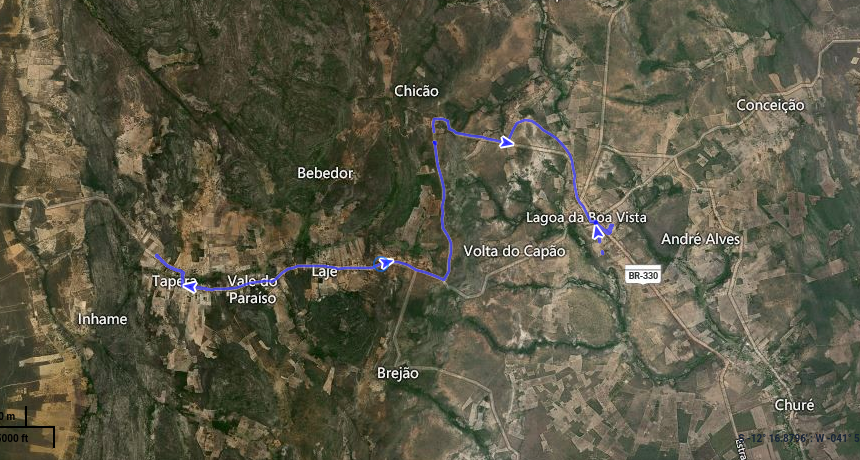 Chicão
Conceição
Bebedor
Lagoa da Boa Vista
André Alves
Volta do Capão
BR-330
Laje
Tapera
Vale do
Paraíso
Inhame
Brejão
Churé